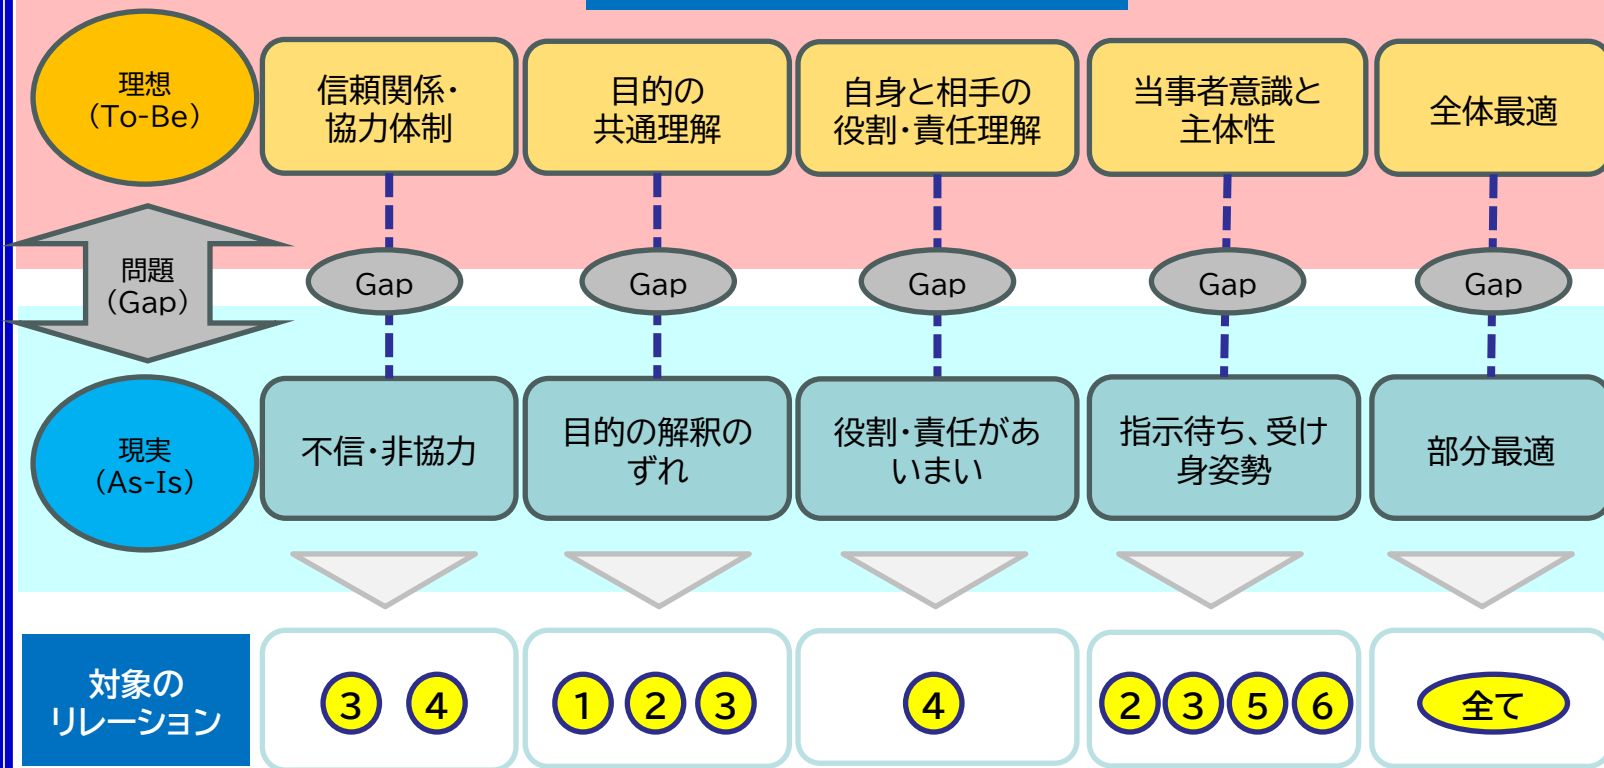 理想
（To-Be）
信頼関係・
協力体制
目的の
共通理解
自身と相手の
役割・責任理解
当事者意識と
主体性
全体最適
問題
（Gap）
Gap
Gap
Gap
Gap
Gap
現実
（As-Is）
不信・非協力
目的の解釈の
ずれ
役割・責任があ
いまい
指示待ち、受け
身姿勢
部分最適
対象の
リレーション
3 4
1 2 3
4
2 3 5 6
全て